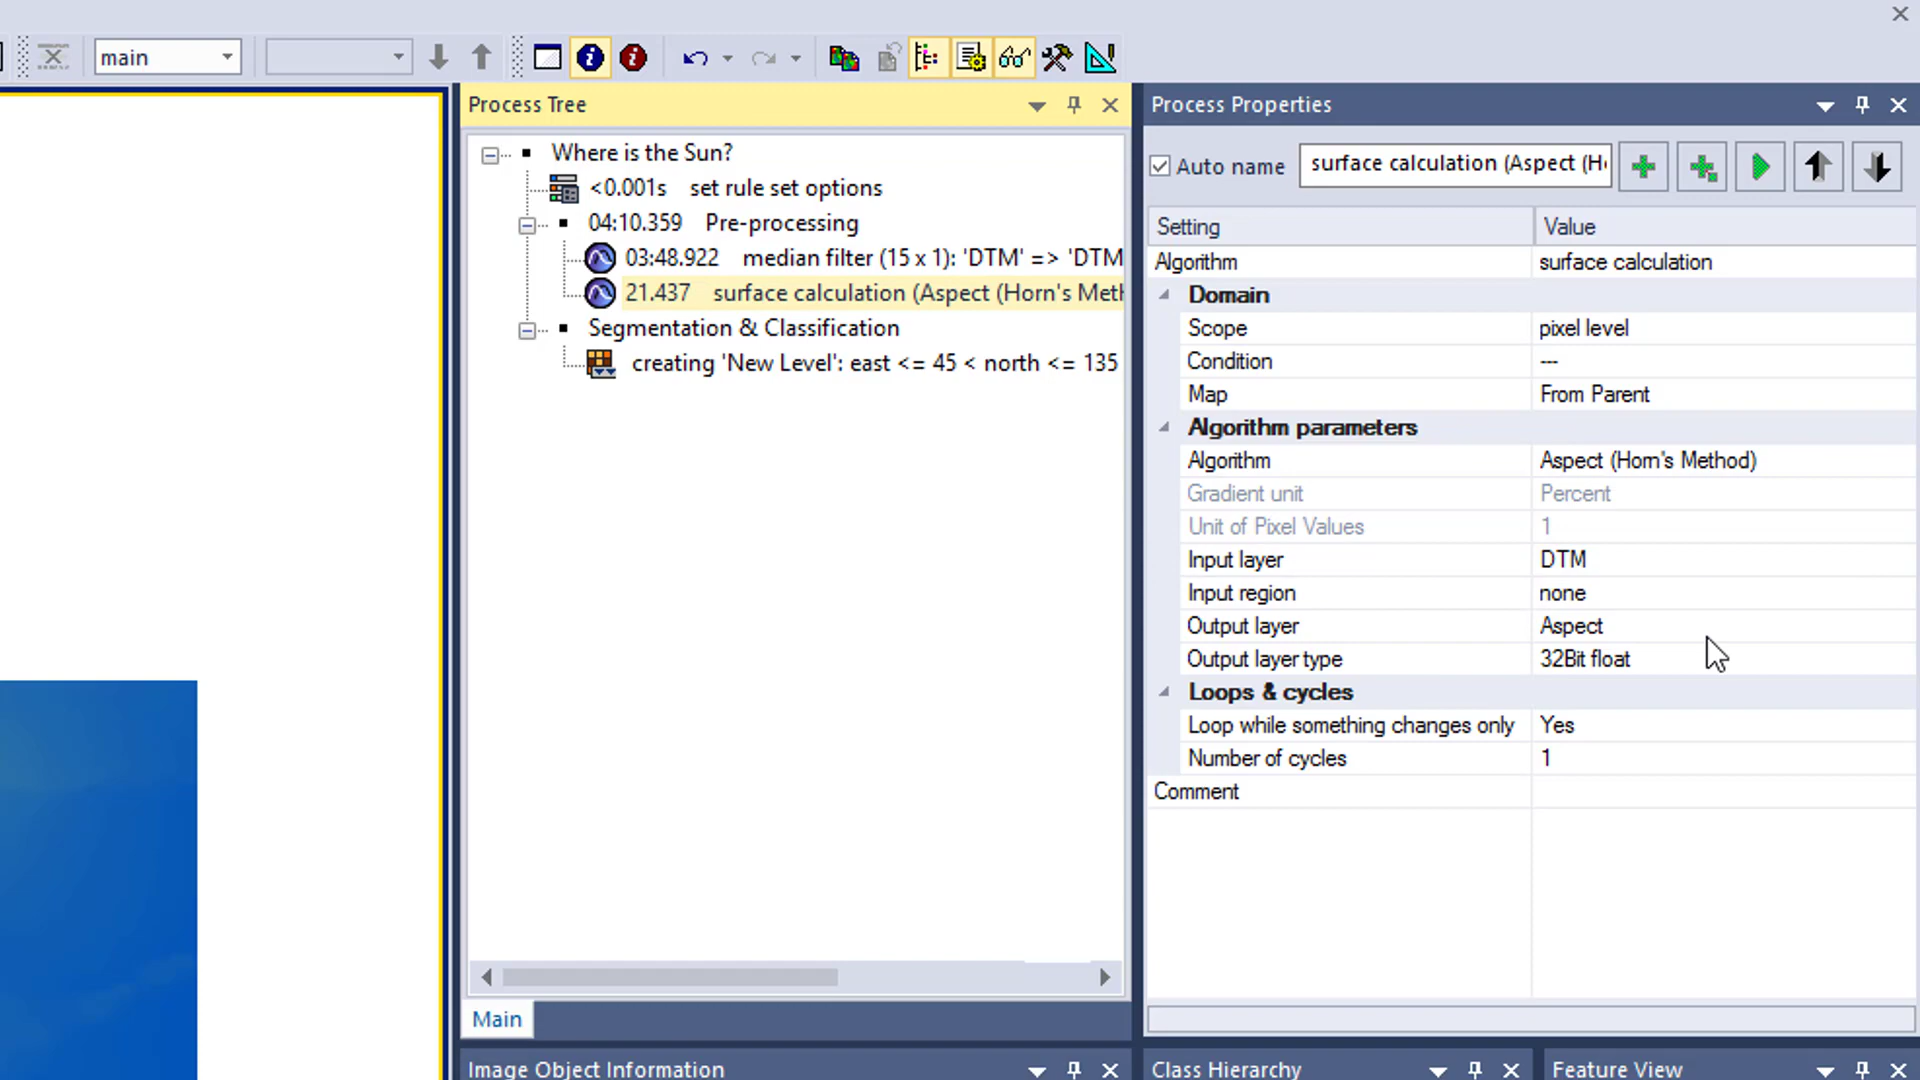 main
Process Tree
Where is the Sun?
<0.001s set rule set options
04:10.359 Pre-processing
03:48.922 median filter (15 x 1): 'DTM' => 'DTM
21.437 surface calculation (Aspect (Horn's Met
Segmentation & Classification
creating 'New Level': east <= 45 < north <= 135
Main
Image Object Information
Process Properties
Auto name
surface calculation (Aspect (H
Setting Value
Algorithm surface calculation
Domain
Scope pixel level
Condition ---
Map From Parent
Algorithm parameters
Algorithm Aspect (Horn's Method)
Gradient unit Percent
Unit of Pixel Values 1
Input layer DTM
Input region none
Output layer Aspect
Output layer type 32Bit float
Loops & cycles
Loop while something changes only Yes
Number of cycles 1
Comment
Class Hierarchy
Feature View